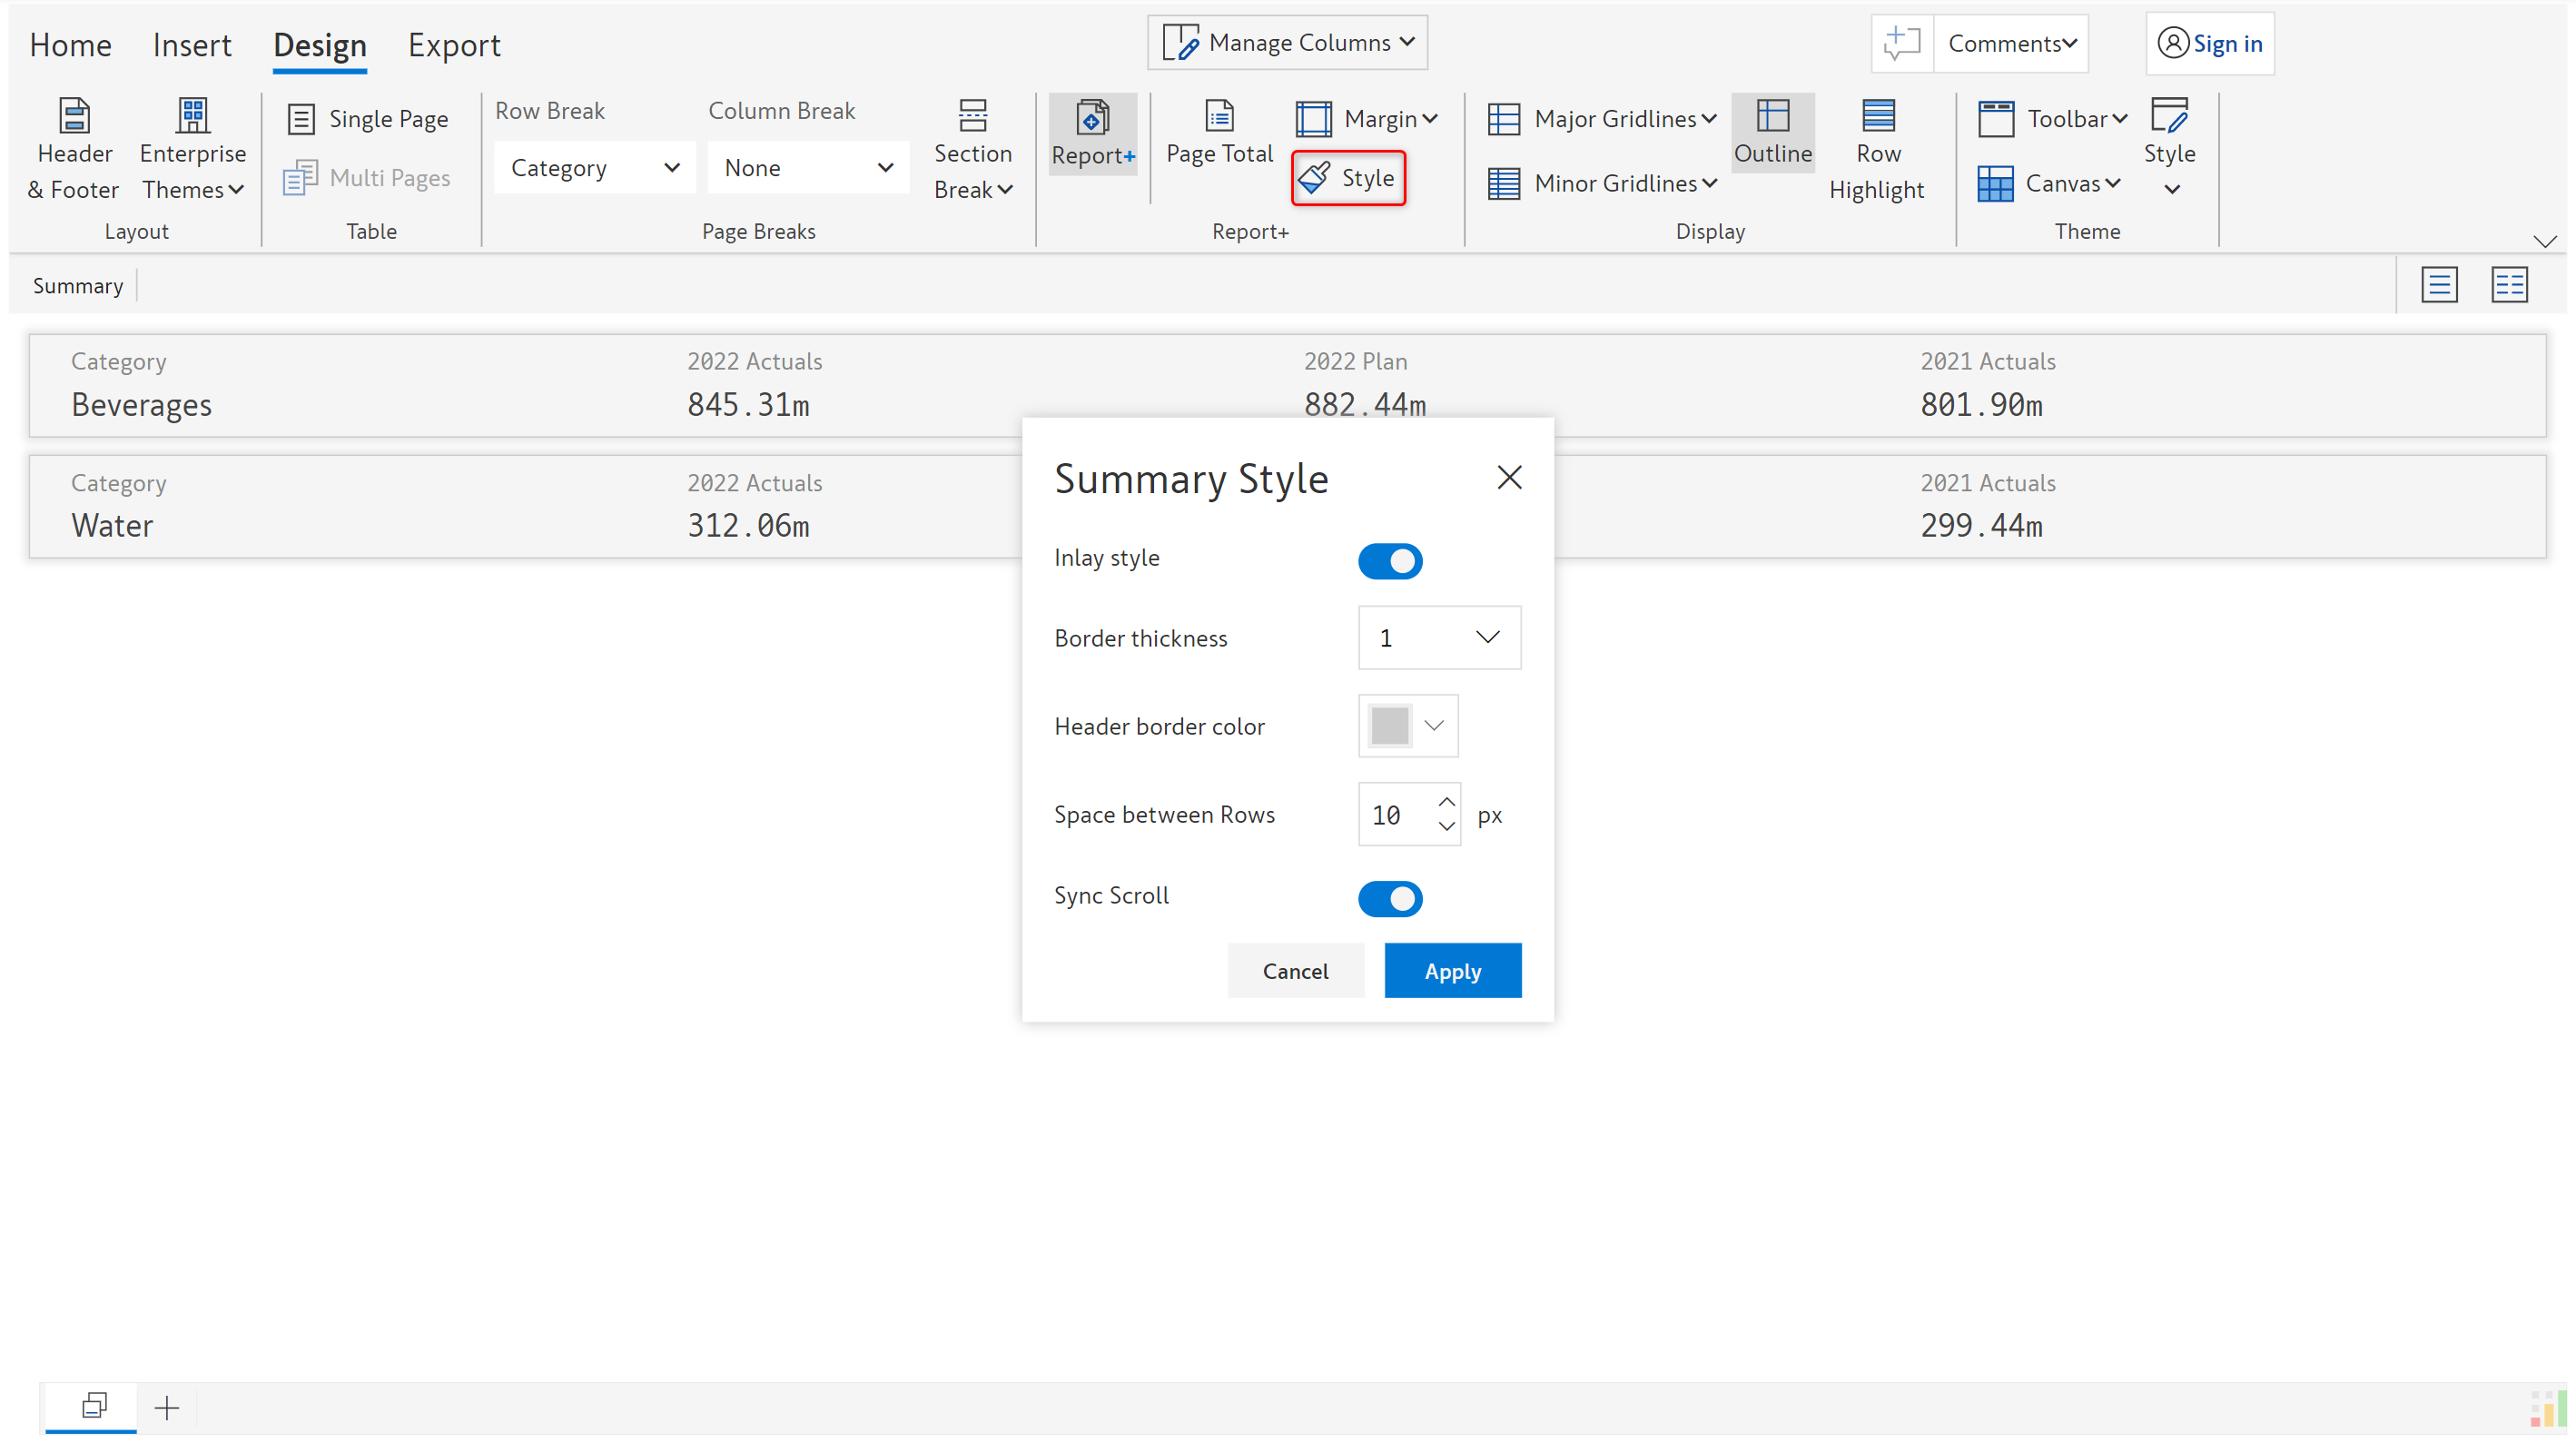 Home Insert Design Export Manage Columns Comments Sign in
Header & Footer
Enterprise Themes
Single Page
Multi Pages
Row Break
Category
Column Break
None
Section Break
Report+
Page Total
Margin
Style
Major Gridlines
Minor Gridlines
Outline
Row Highlight
Toolbar
Canvas
Style
Layout Table Page Breaks Report+ Display Theme
Summary
Category 2022 Actuals 2022 Plan 2021 Actuals
Beverages 845.31m 882.44m 801.90m
Category 2022 Actuals 2021 Actuals
Water 312.06m 299.44m
Summary Style
Inlay style
Border thickness 1
Header border color
Space between Rows 10 px
Sync Scroll
Cancel Apply